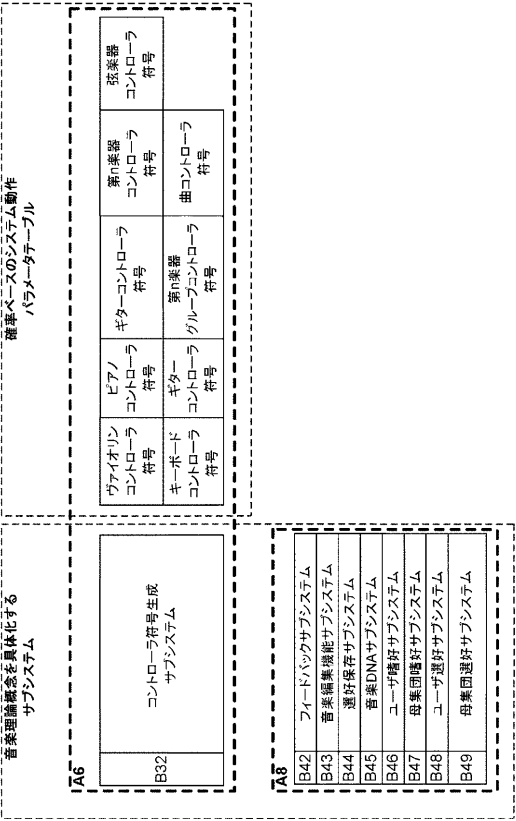 音楽理論概念を具体化する
サブシステム
確率ベースのシステム動作
パラメータテーブル
A6
B32
コントローラ符号生成
サブシステム
ヴァイオリン
コントローラ
符号
ピアノ
コントローラ
符号
ギターコントローラ
符号
第n楽器
コントローラ
符号
弦楽器
コントローラ
符号
キーボード
コントローラ
符号
ギター
コントローラ
符号
第n楽器
グループコントローラ
符号
曲コントローラ
符号
A8
B42 フィードバックサブシステム
B43 音楽編集機能サブシステム
B44 選好保存サブシステム
B45 音楽DNAサブシステム
B46 ユーザ嗜好サブシステム
B47 母集団嗜好サブシステム
B48 ユーザ選好サブシステム
B49 母集団選好サブシステム